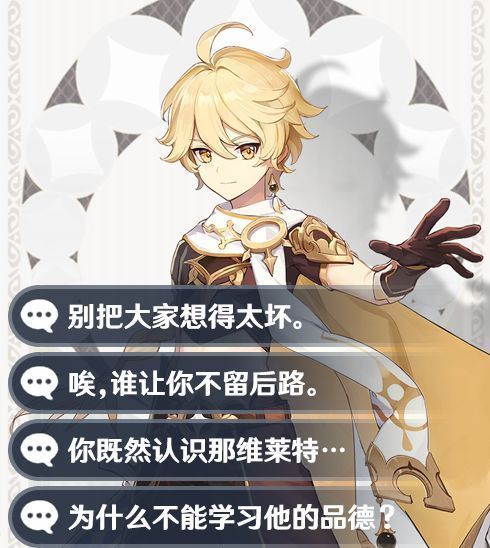 别把大家想得太坏。
唉,谁让你不留后路。
你既然认识那维莱特…
为什么不能学习他的品德?